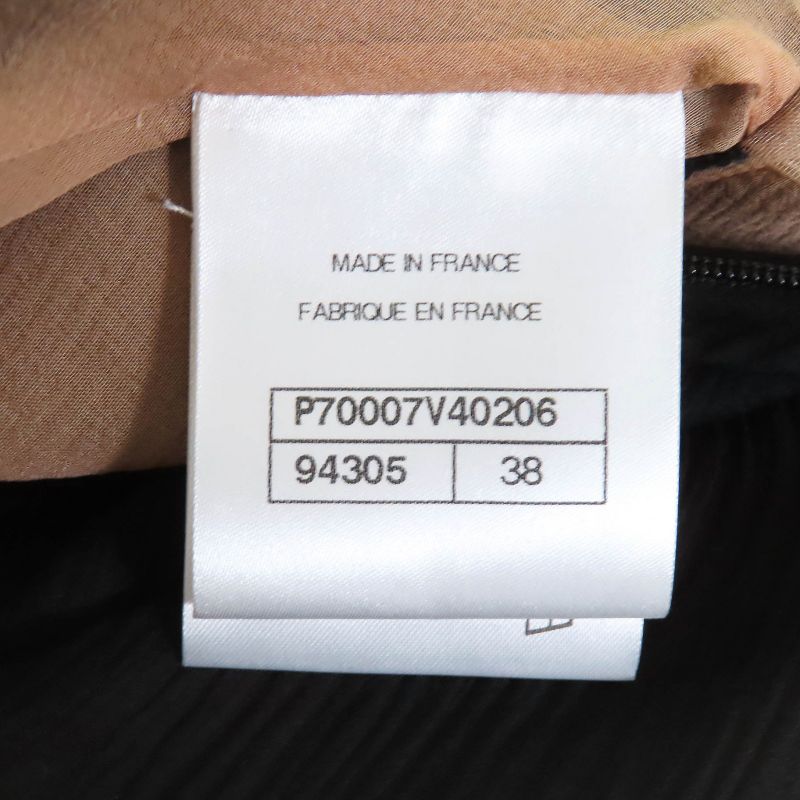 MADE IN FRANCE
FABRIQUE EN FRANCE
P70007V40206
94305 38